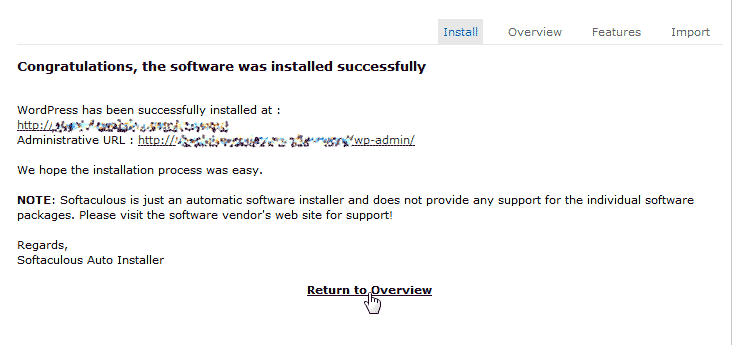 Install Overview Features Import
Congratulations, the software was installed successfully
WordPress has been successfully installed at :
http://
Administrative URL : http:// wp-admin/
We hope the installation process was easy.
NOTE: Softaculous is just an automatic software installer and does not provide any support for the individual software
packages. Please visit the software vendor's web site for support!
Regards,
Softaculous Auto Installer
Return to Overview